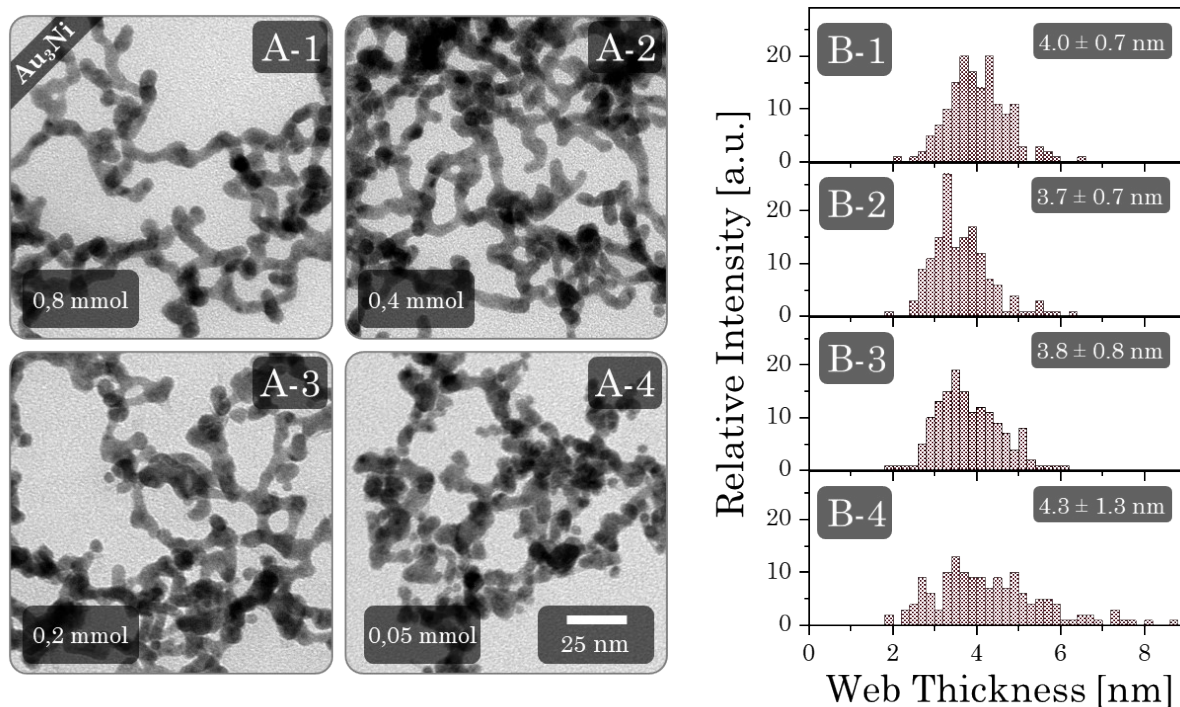 Au₃Ni
A-1
0,8 mmol
A-2
0,4 mmol
A-3
0,2 mmol
A-4
0,05 mmol
25 nm
Relative Intensity [a.u.]
B-1
4.0 ± 0.7 nm
20
10
0
B-2
3.7 ± 0.7 nm
20
10
0
B-3
3.8 ± 0.8 nm
20
10
0
B-4
4.3 ± 1.3 nm
20
10
0
0 2 4 6 8
Web Thickness [nm]